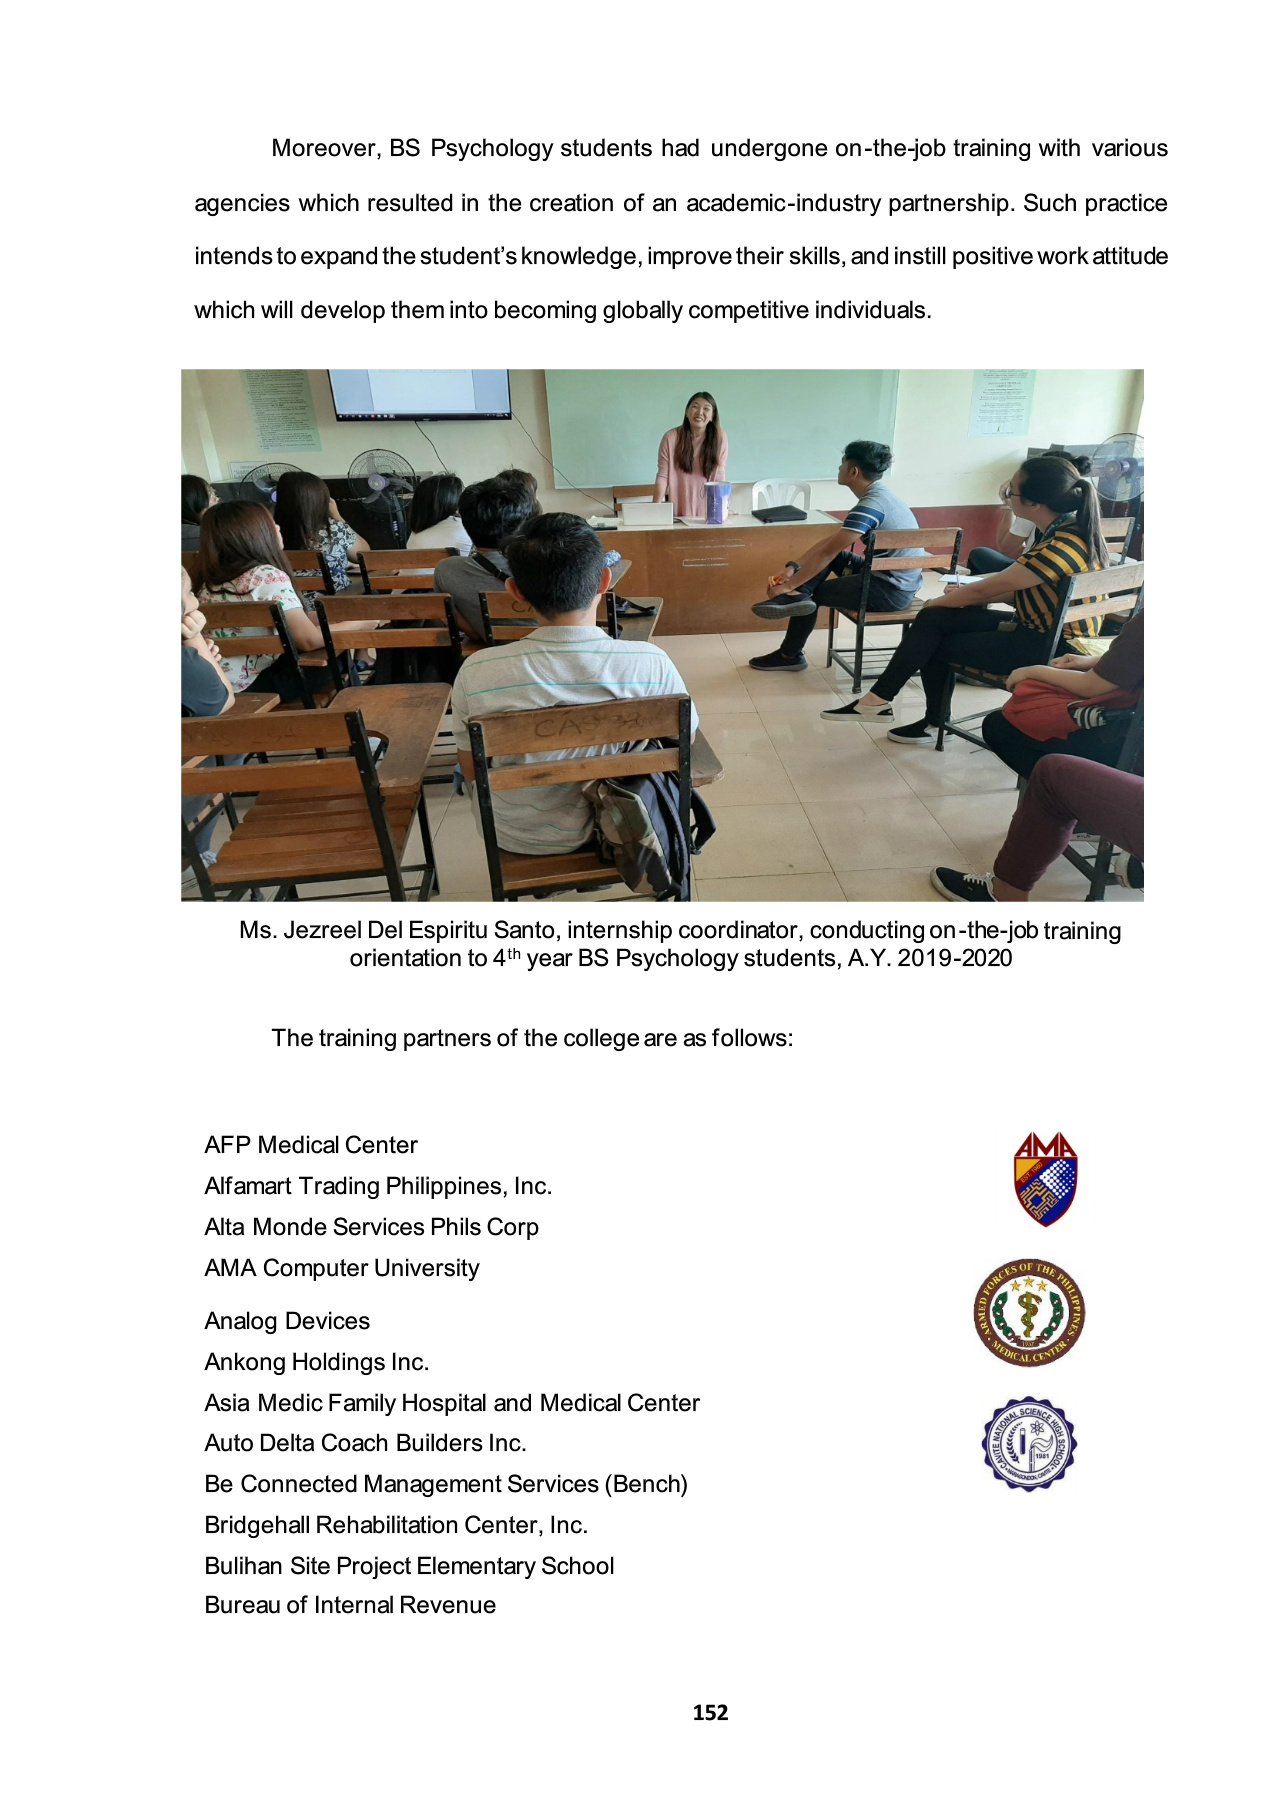 Moreover, BS Psychology students had undergone on-the-job training with various
agencies which resulted in the creation of an academic-industry partnership. Such practice
intends to expand the student’s knowledge, improve their skills, and instill positive work attitude
which will develop them into becoming globally competitive individuals.
Ms. Jezreel Del Espiritu Santo, internship coordinator, conducting on-the-job training
orientation to 4th year BS Psychology students, A.Y. 2019-2020
The training partners of the college are as follows:
AFP Medical Center
Alfamart Trading Philippines, Inc.
Alta Monde Services Phils Corp
AMA Computer University
Analog Devices
Ankong Holdings Inc.
Asia Medic Family Hospital and Medical Center
Auto Delta Coach Builders Inc.
Be Connected Management Services (Bench)
Bridgehall Rehabilitation Center, Inc.
Bulihan Site Project Elementary School
Bureau of Internal Revenue
AMA
ARMED FORCES OF THE PHILIPPINES
MEDICAL CENTER
CAVITE NATIONAL SCIENCE HIGH SCHOOL
1981
MARAGONDON, CAVITE
152